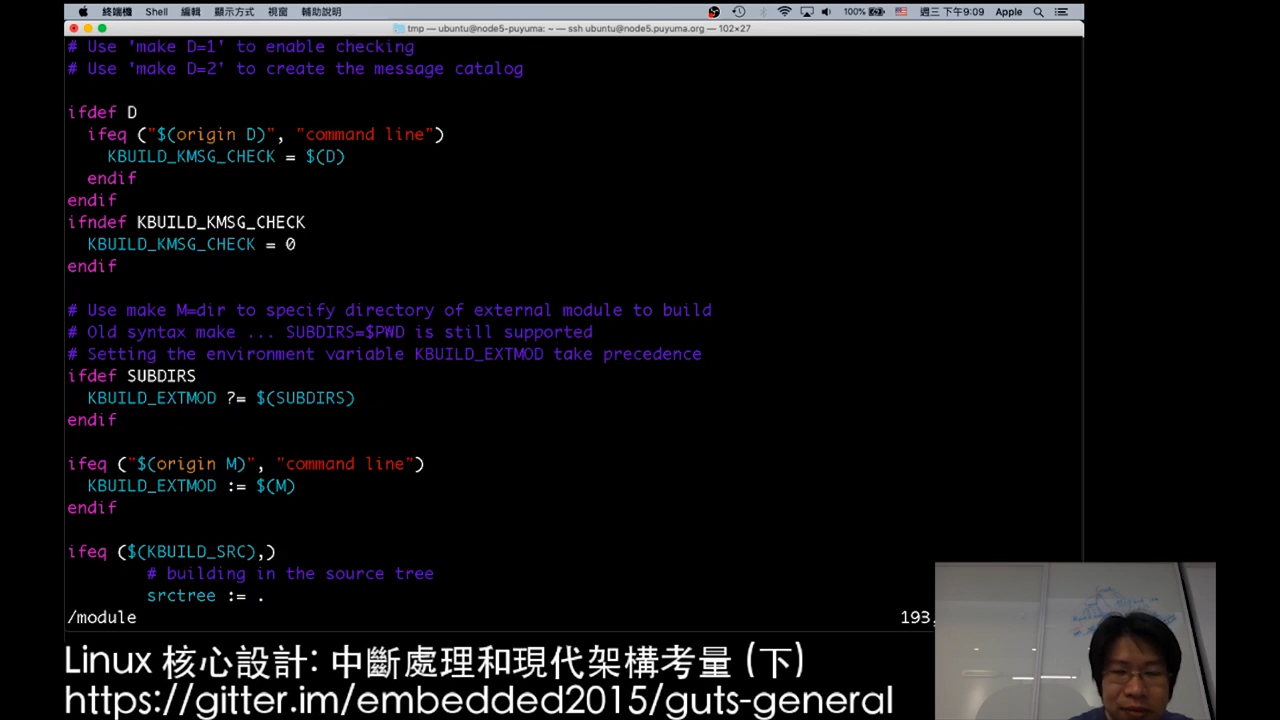 終端機 Shell 編輯 顯示方式 視窗 輔助說明 100% 週三 下午9:09 Apple
tmp — ubuntu@node5-puyuma: ~ — ssh ubuntu@node5.puyuma.org — 102×27
# Use 'make D=1' to enable checking
# Use 'make D=2' to create the message catalog
ifdef D
ifeq ("$(origin D)", "command line")
KBUILD_KMSG_CHECK = $(D)
endif
endif
ifndef KBUILD_KMSG_CHECK
KBUILD_KMSG_CHECK = 0
endif
# Use make M=dir to specify directory of external module to build
# Old syntax make ... SUBDIRS=$PWD is still supported
# Setting the environment variable KBUILD_EXTMOD take precedence
ifdef SUBDIRS
KBUILD_EXTMOD ?= $(SUBDIRS)
endif
ifeq ("$(origin M)", "command line")
KBUILD_EXTMOD := $(M)
endif
ifeq ($(KBUILD_SRC),)
# building in the source tree
srctree := .
/module 193,
Linux 核心設計: 中斷處理和現代架構考量 (下)
https://gitter.im/embedded2015/guts-general